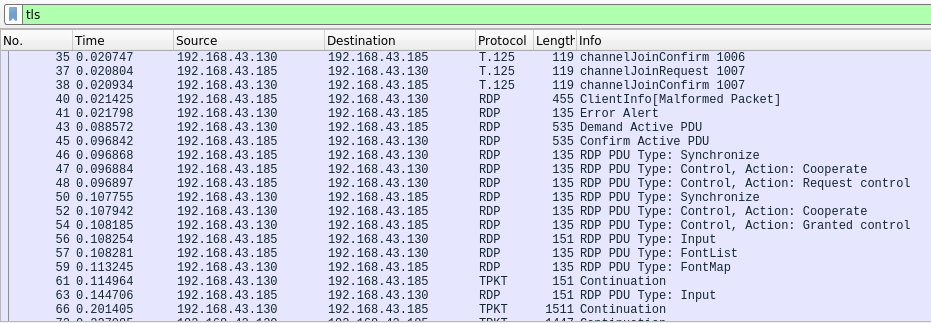 tls
No. Time Source Destination Protocol Length Info
35 0.020747 192.168.43.130 192.168.43.185 T.125 119 channelJoinConfirm 1006
37 0.020804 192.168.43.185 192.168.43.130 T.125 119 channelJoinRequest 1007
38 0.020934 192.168.43.130 192.168.43.185 T.125 119 channelJoinConfirm 1007
40 0.021425 192.168.43.185 192.168.43.130 RDP 455 ClientInfo[Malformed Packet]
41 0.021798 192.168.43.130 192.168.43.185 RDP 135 Error Alert
43 0.088572 192.168.43.130 192.168.43.185 RDP 535 Demand Active PDU
45 0.096842 192.168.43.185 192.168.43.130 RDP 535 Confirm Active PDU
46 0.096868 192.168.43.185 192.168.43.130 RDP 135 RDP PDU Type: Synchronize
47 0.096884 192.168.43.185 192.168.43.130 RDP 135 RDP PDU Type: Control, Action: Cooperate
48 0.096897 192.168.43.185 192.168.43.130 RDP 135 RDP PDU Type: Control, Action: Request control
50 0.107755 192.168.43.130 192.168.43.185 RDP 135 RDP PDU Type: Synchronize
52 0.107942 192.168.43.130 192.168.43.185 RDP 135 RDP PDU Type: Control, Action: Cooperate
54 0.108185 192.168.43.130 192.168.43.185 RDP 135 RDP PDU Type: Control, Action: Granted control
56 0.108254 192.168.43.185 192.168.43.130 RDP 151 RDP PDU Type: Input
57 0.108281 192.168.43.185 192.168.43.130 RDP 135 RDP PDU Type: FontList
59 0.113245 192.168.43.130 192.168.43.185 RDP 135 RDP PDU Type: FontMap
61 0.114964 192.168.43.130 192.168.43.185 TPKT 151 Continuation
63 0.144706 192.168.43.185 192.168.43.130 RDP 151 RDP PDU Type: Input
66 0.201405 192.168.43.130 192.168.43.185 TPKT 1511 Continuation